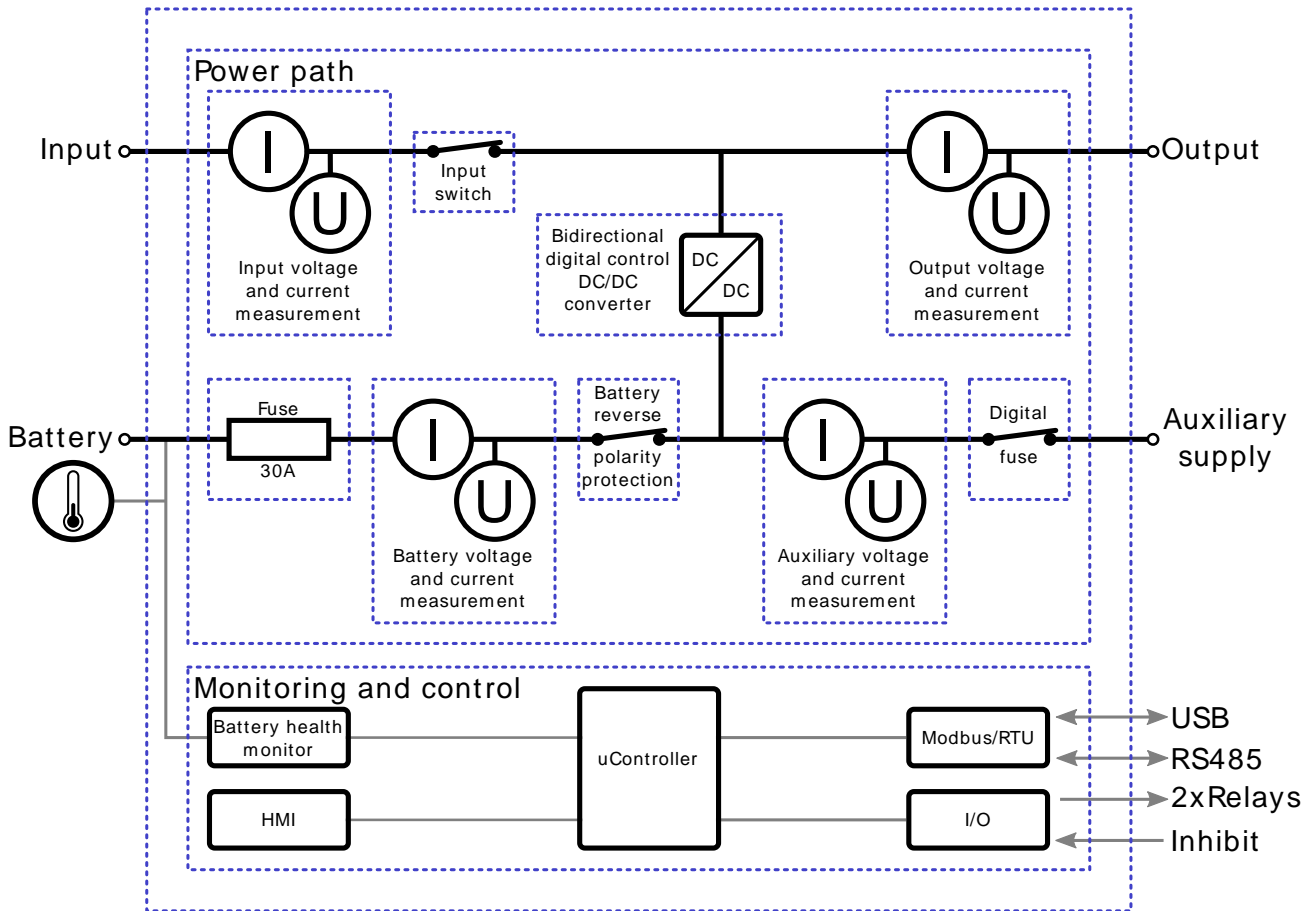 Power path
Input
I
U
Input voltage
and current
measurement
Input
switch
Bidirectional
digital control
DC/DC
converter
DC
DC
I
U
Output voltage
and current
measurement
Output
Battery
Fuse
30A
I
U
Battery voltage
and current
measurement
Battery
reverse
polarity
protection
I
U
Auxiliary voltage
and current
measurement
Digital
fuse
Auxiliary
supply
Monitoring and control
Battery health
monitor
HMI
uController
Modbus/RTU
I/O
USB
RS485
2xRelays
Inhibit